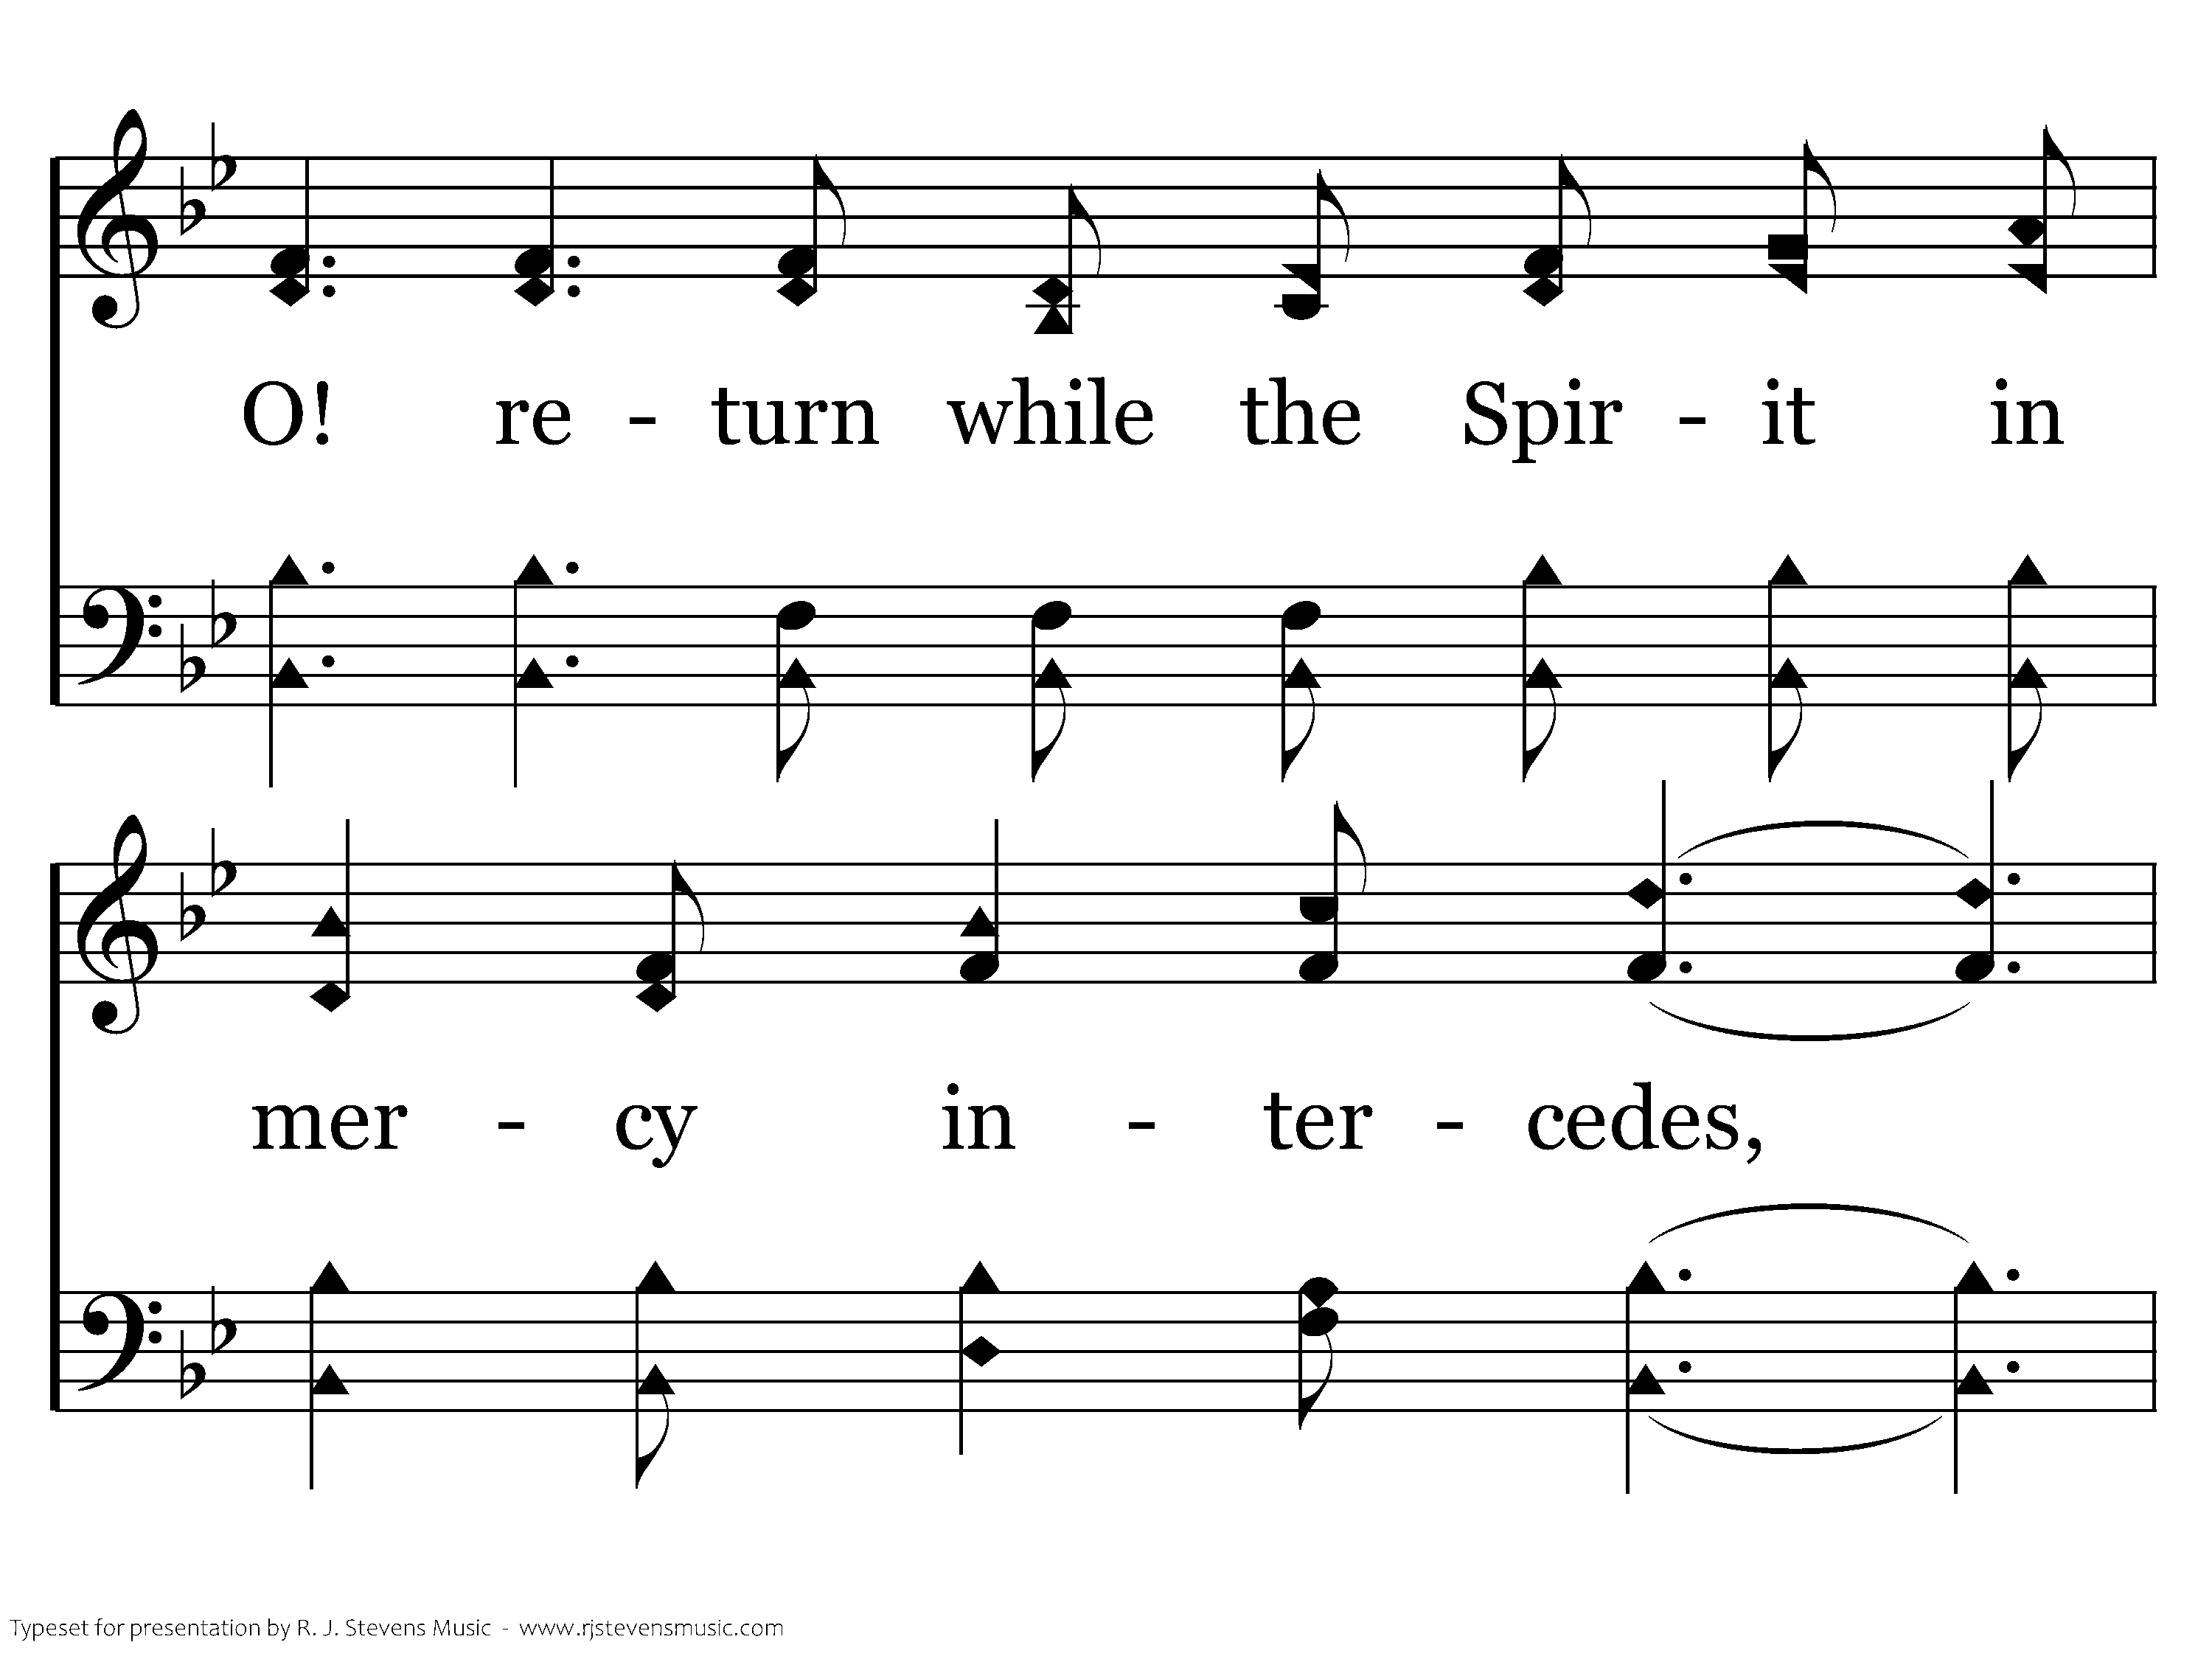 O! re - turn while the Spir - it in
mer - cy in - ter - cedes,
Typeset for presentation by R. J. Stevens Music - www.rjstevensmusic.com